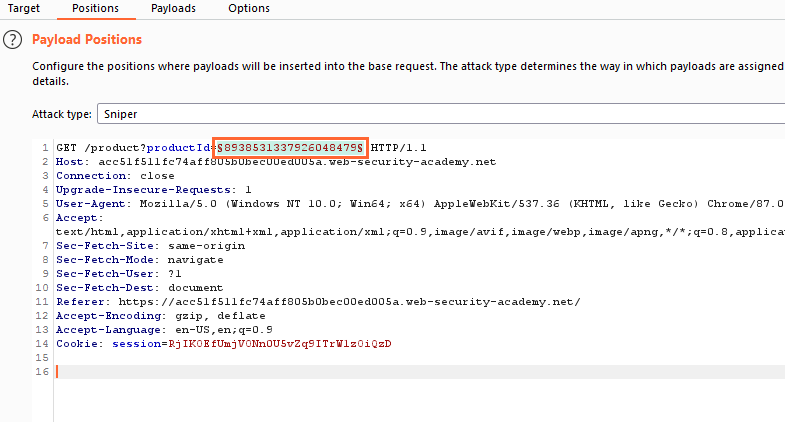 Target Positions Payloads Options
? Payload Positions
Configure the positions where payloads will be inserted into the base request. The attack type determines the way in which payloads are assigned
details.
Attack type: Sniper
1 GET /product?productId=§8938531337926048479§ HTTP/1.1
2 Host: acc51f511fc74aff805b0bec00ed005a.web-security-academy.net
3 Connection: close
4 Upgrade-Insecure-Requests: 1
5 User-Agent: Mozilla/5.0 (Windows NT 10.0; Win64; x64) AppleWebKit/537.36 (KHTML, like Gecko) Chrome/87.0
6 Accept:
text/html,application/xhtml+xml,application/xml;q=0.9,image/avif,image/webp,image/apng,*/*;q=0.8,applicat
7 Sec-Fetch-Site: same-origin
8 Sec-Fetch-Mode: navigate
9 Sec-Fetch-User: ?1
10 Sec-Fetch-Dest: document
11 Referer: https://acc51f511fc74aff805b0bec00ed005a.web-security-academy.net/
12 Accept-Encoding: gzip, deflate
13 Accept-Language: en-US,en;q=0.9
14 Cookie: session=RjIK0EfUmjV0Nn0U5vZq9ITrWlz0iQzD
15
16